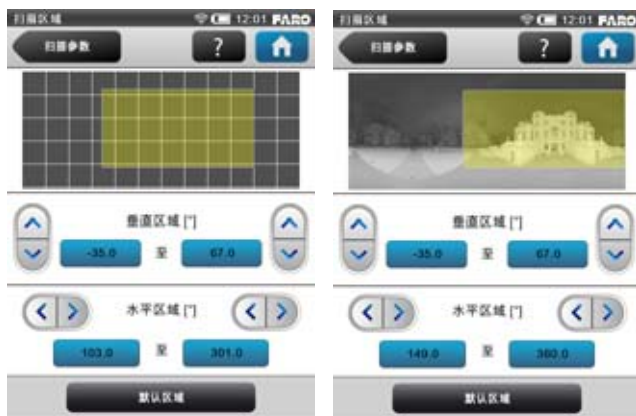 扫描区域 12:01 FARO
扫描参数 ?
垂直区域 [°]
-35.0 至 67.0
水平区域 [°]
103.0 至 301.0
默认区域
扫描区域 12:01 FARO
扫描参数 ?
垂直区域 [°]
-35.0 至 67.0
水平区域 [°]
149.0 至 360.0
默认区域